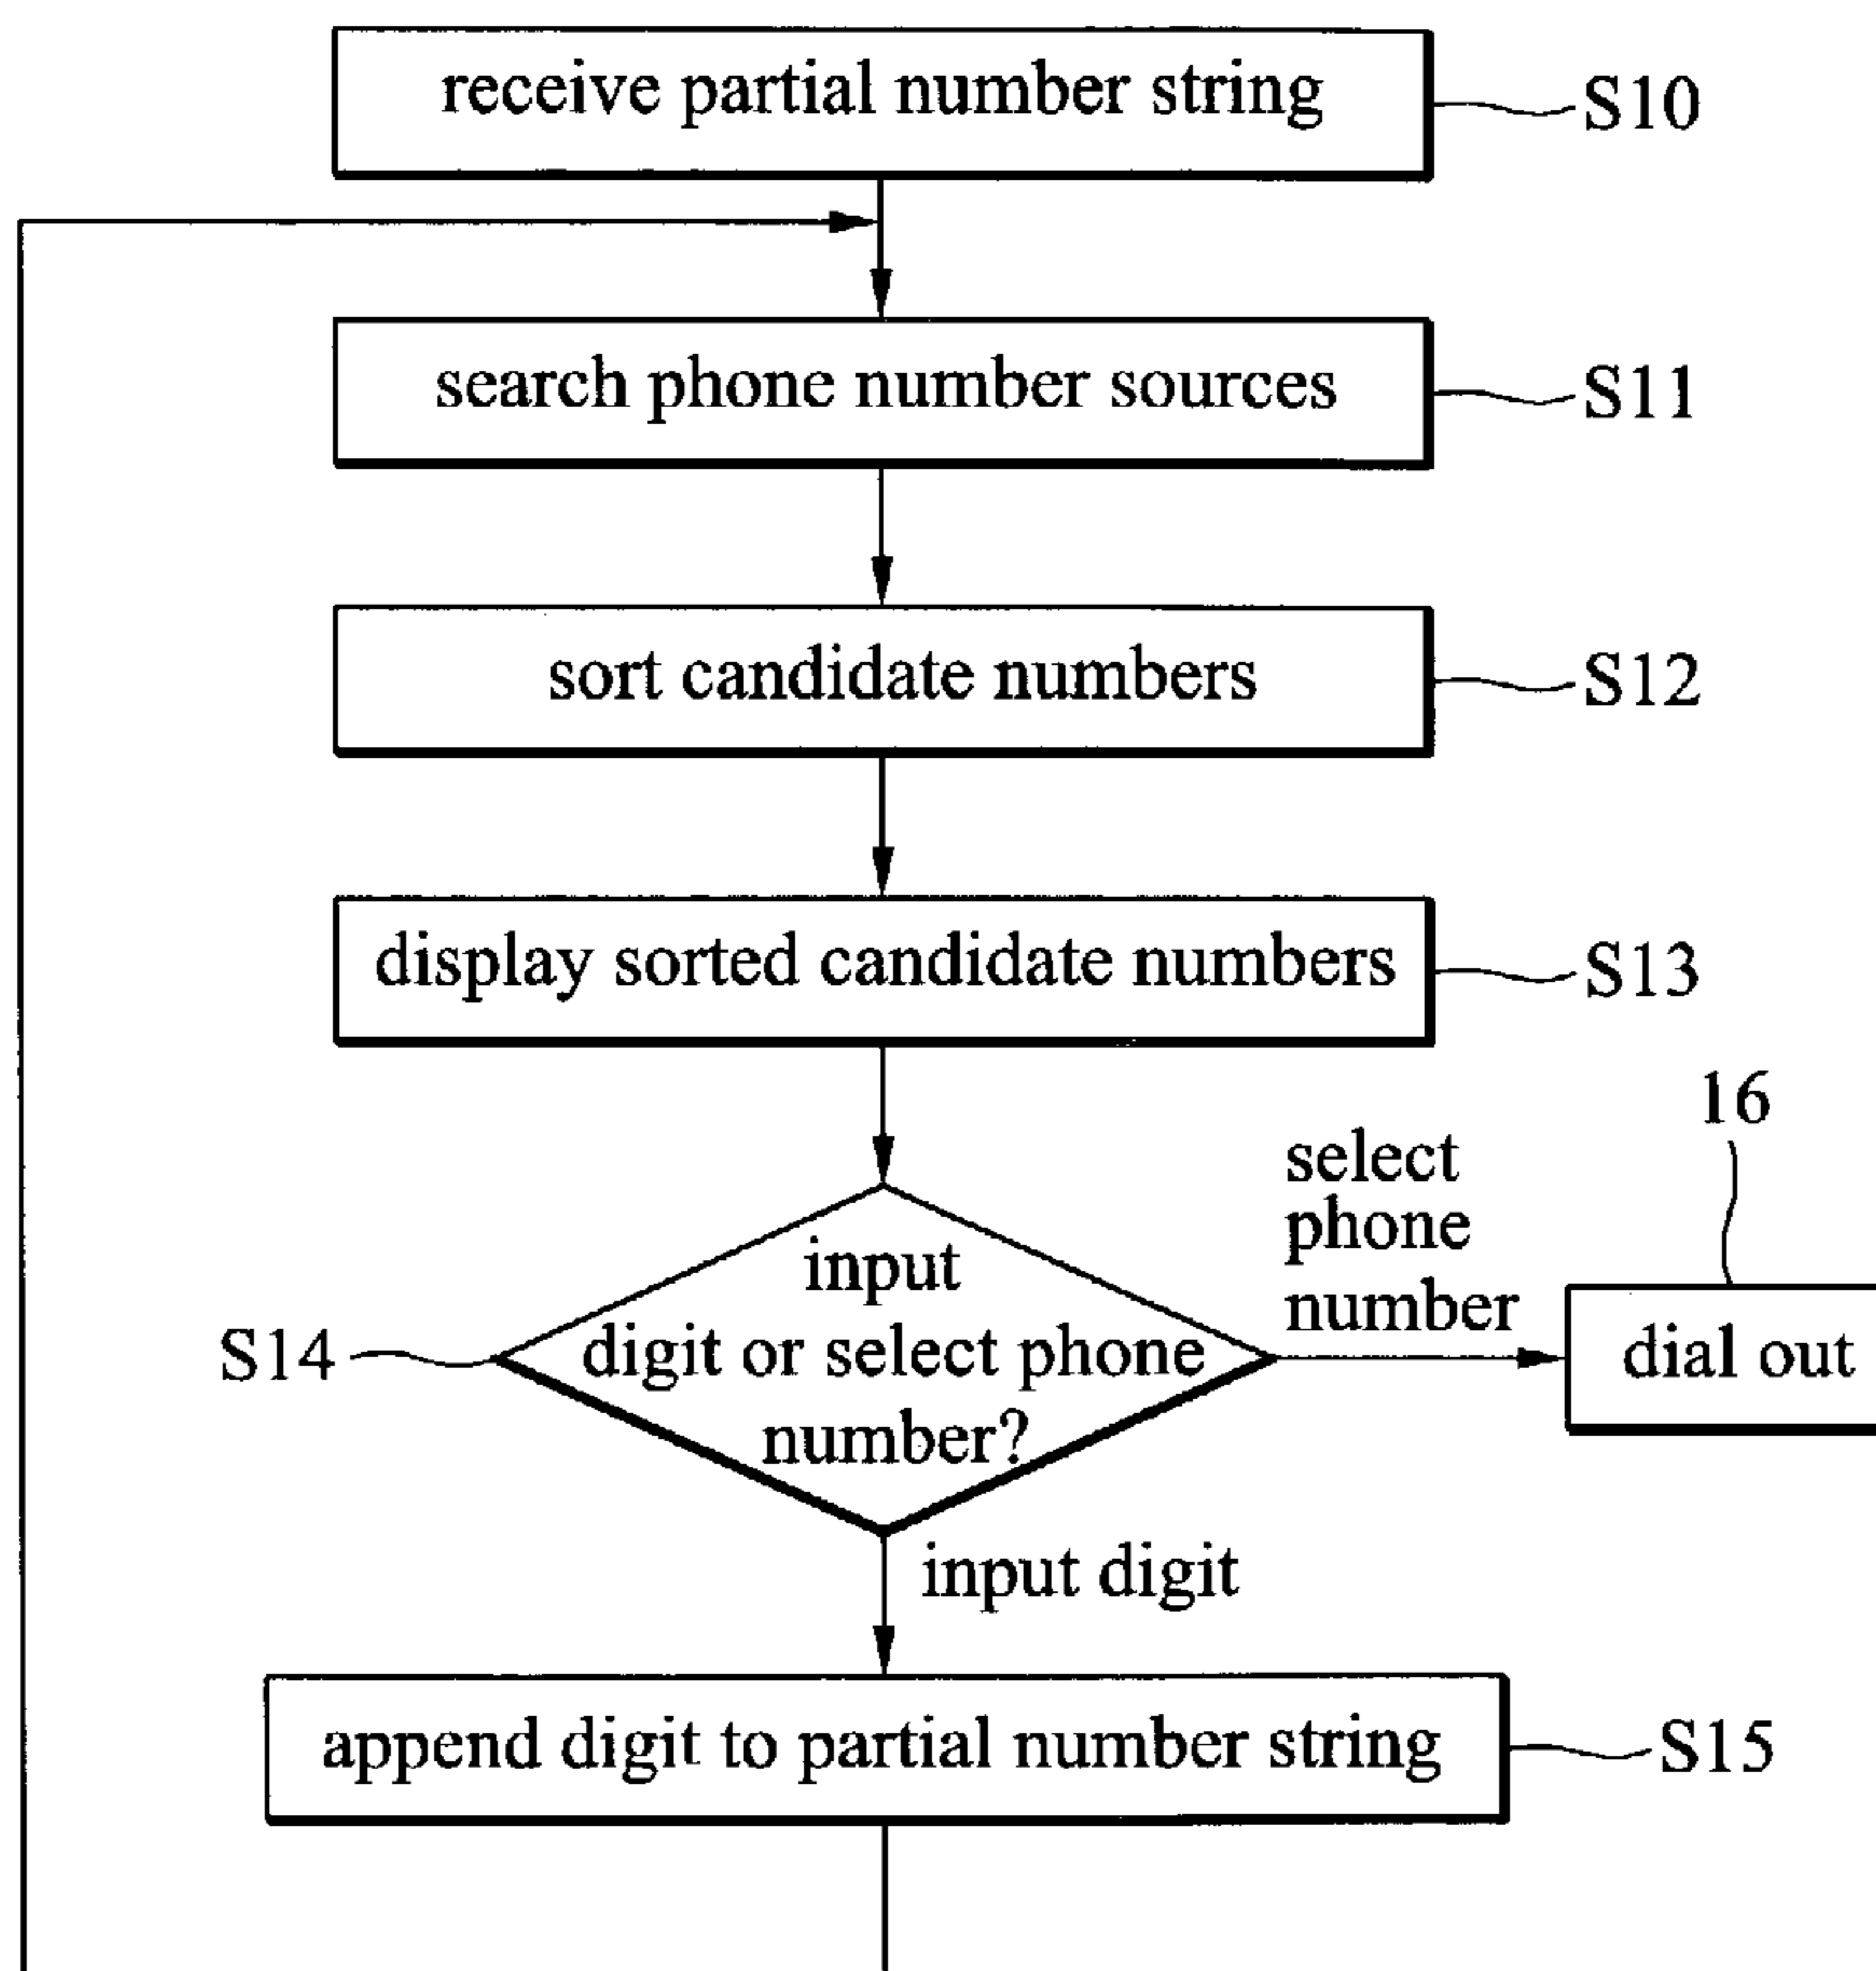 receive partial number string
S10
search phone number sources
S11
sort candidate numbers
S12
display sorted candidate numbers
S13
16
select
phone
number
input
digit or select phone
number?
S14
dial out
input digit
append digit to partial number string
S15